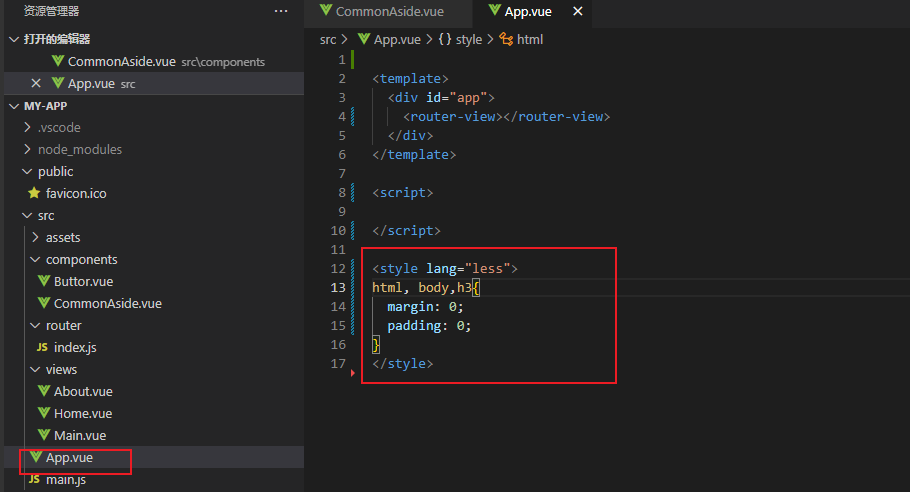 资源管理器
···
打开的编辑器
CommonAside.vue src\components
× App.vue src
MY-APP
.vscode
node_modules
public
favicon.ico
src
assets
components
Buttor.vue
CommonAside.vue
router
JS index.js
views
About.vue
Home.vue
Main.vue
App.vue
JS main.js
CommonAside.vue
App.vue ×
src > App.vue > {} style > html
1
2 <template>
3 <div id="app">
4 <router-view></router-view>
5 </div>
6 </template>
7
8 <script>
9
10 </script>
11
12 <style lang="less">
13 html, body,h3{
14 margin: 0;
15 padding: 0;
16 }
17 </style>